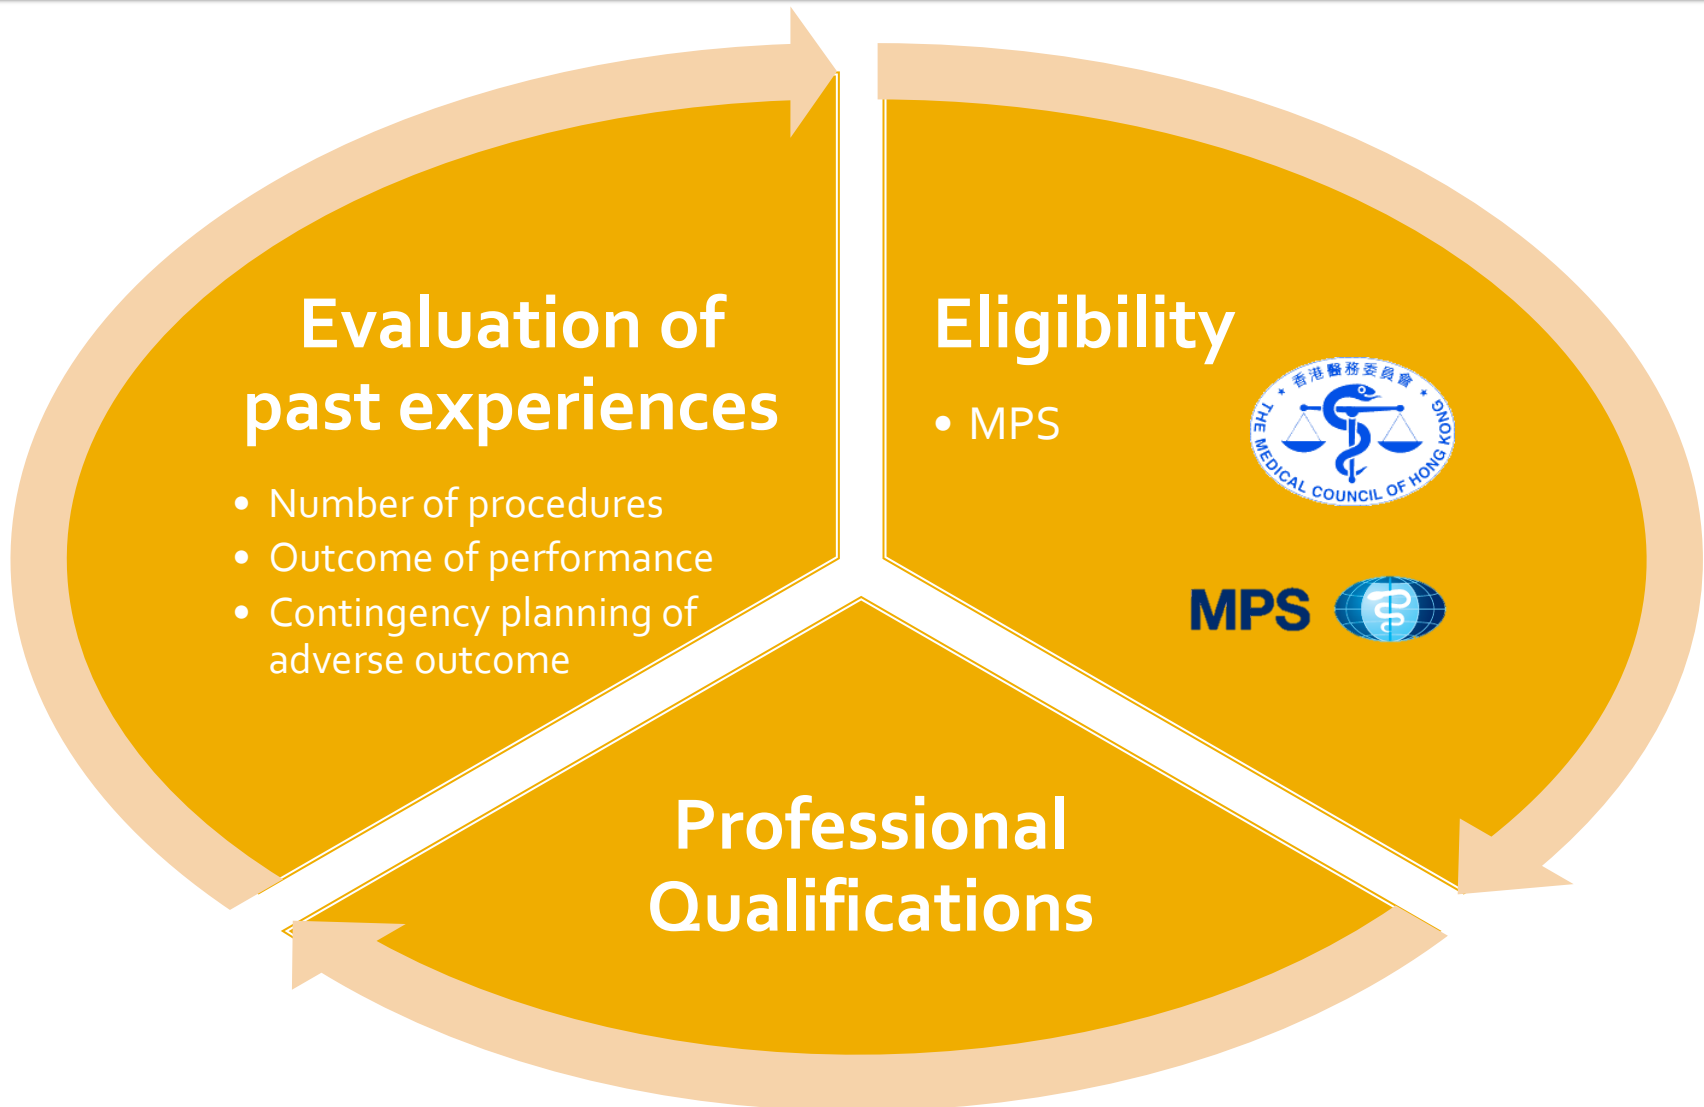 Evaluation of
past experiences
• Number of procedures
• Outcome of performance
• Contingency planning of
adverse outcome
Eligibility
• MPS
香港醫務委員會
THE MEDICAL COUNCIL OF HONG KONG
MPS
Professional
Qualifications